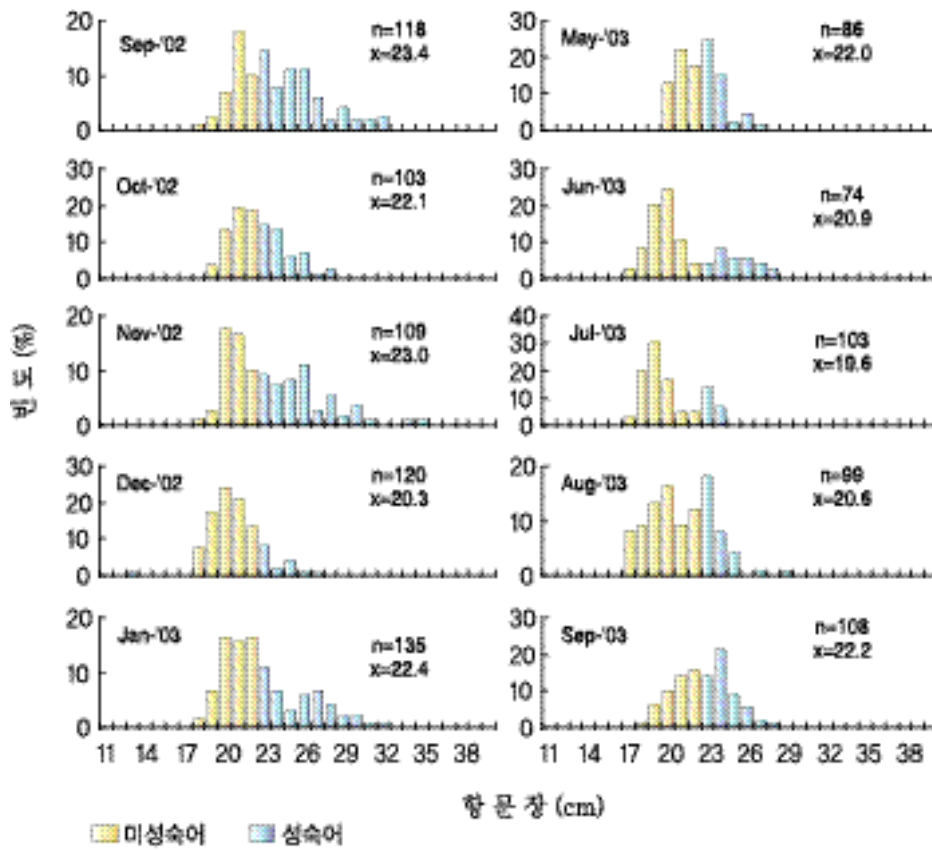 빈 도 (%)
Sep-'02
n=118
x=23.4
20
10
0
May-'03
n=86
x=22.0
30
20
10
0
Oct-'02
n=103
x=22.1
30
20
10
0
Jun-'03
n=74
x=20.9
30
20
10
0
Nov-'02
n=109
x=23.0
20
10
0
Jul-'03
n=103
x=19.6
40
30
20
10
0
Dec-'02
n=120
x=20.3
30
20
10
0
Aug-'03
n=99
x=20.6
20
10
0
Jan-'03
n=135
x=22.4
20
10
0
Sep-'03
n=108
x=22.2
30
20
10
0
11 14 17 20 23 26 29 32 35 38
11 14 17 20 23 26 29 32 35 38
항 문 장 (cm)
미성숙어 성숙어